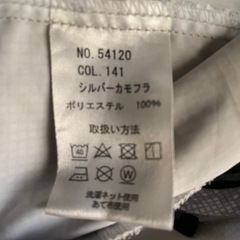 NO. 54120
COL. 141
シルバーカモフラ
ポリエステル 100%
取扱い方法
40
洗濯ネット使用
あて布使用